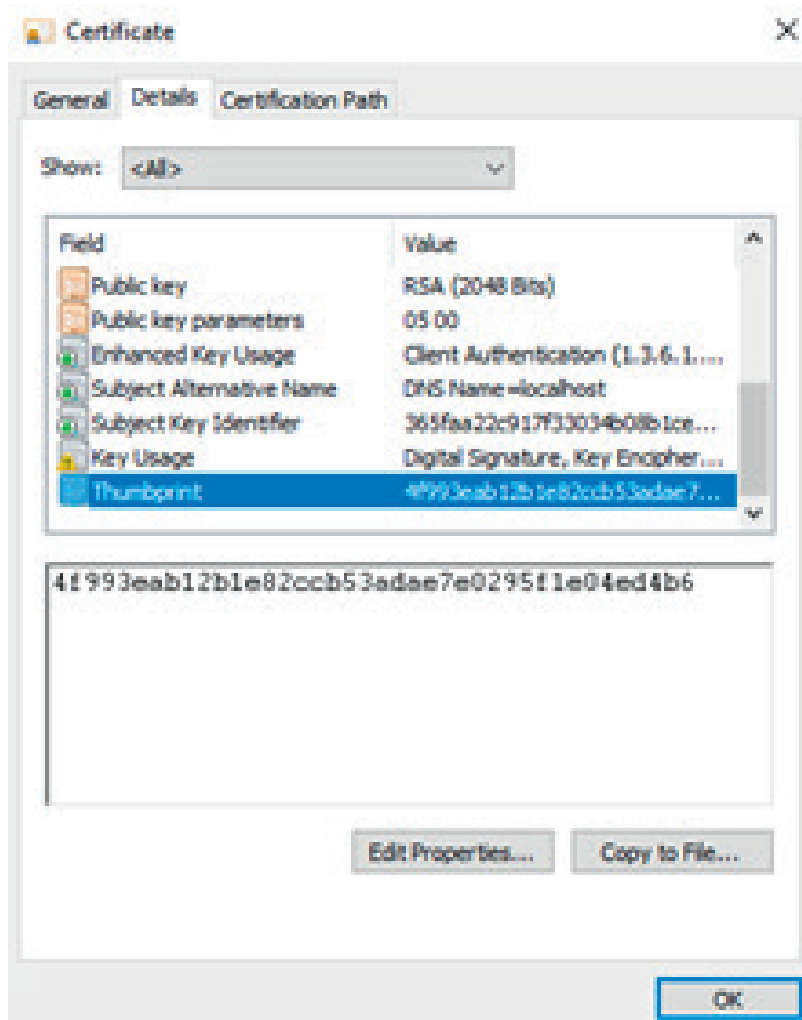 Certificate
General Details Certification Path
Show: <All>
Field Value
Public key RSA (2048 Bits)
Public key parameters 05 00
Enhanced Key Usage Client Authentication (1.3.6.1....
Subject Alternative Name DNS Name=localhost
Subject Key Identifier 365faa22c917f33034b08b1ce...
Key Usage Digital Signature, Key Encipher...
Thumbprint 4f993eab12b1e82ccb53adae7...
4f993eab12b1e82ccb53adae7e0295f1e04ed4b6
Edit Properties... Copy to File...
OK